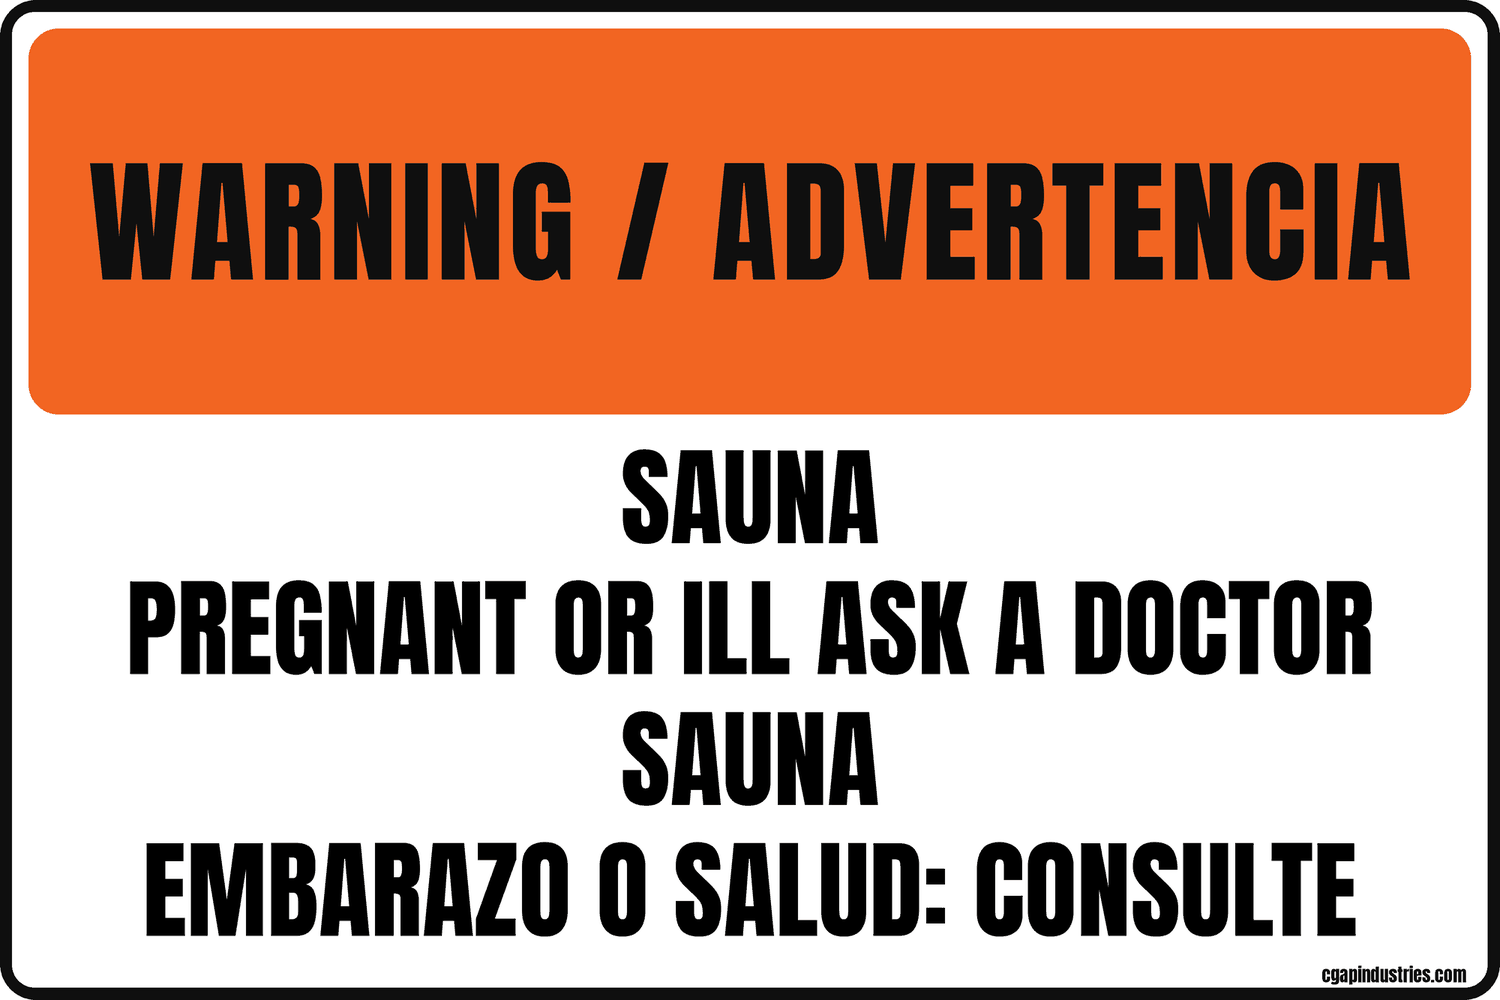 WARNING / ADVERTENCIA
SAUNA
PREGNANT OR ILL ASK A DOCTOR
SAUNA
EMBARAZO O SALUD: CONSULTE
cgapindustries.com